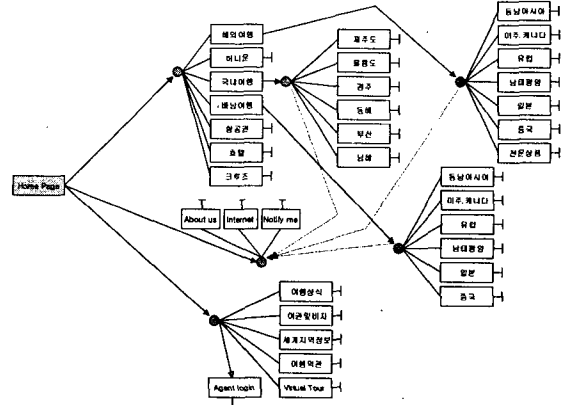 Home Page
해외여행
허니문
국내여행
배낭여행
항공권
호텔
크루즈
제주도
울릉도
경주
동해
부산
남해
동남아시아
미주.캐나다
유럽
남태평양
일본
중국
전문상품
동남아시아
미주.캐나다
유럽
남태평양
일본
중국
About us
Internet
Notify me
여행상식
여권및비자
세계지역정보
여행약관
Virtual Tour
Agent login